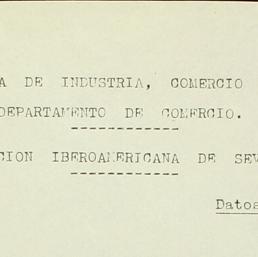 A DE INDUSTRIA, COMERCIO
DEPARTAMENTO DE COMERCIO.
CION IBEROAMERICANA DE SEV
Datos